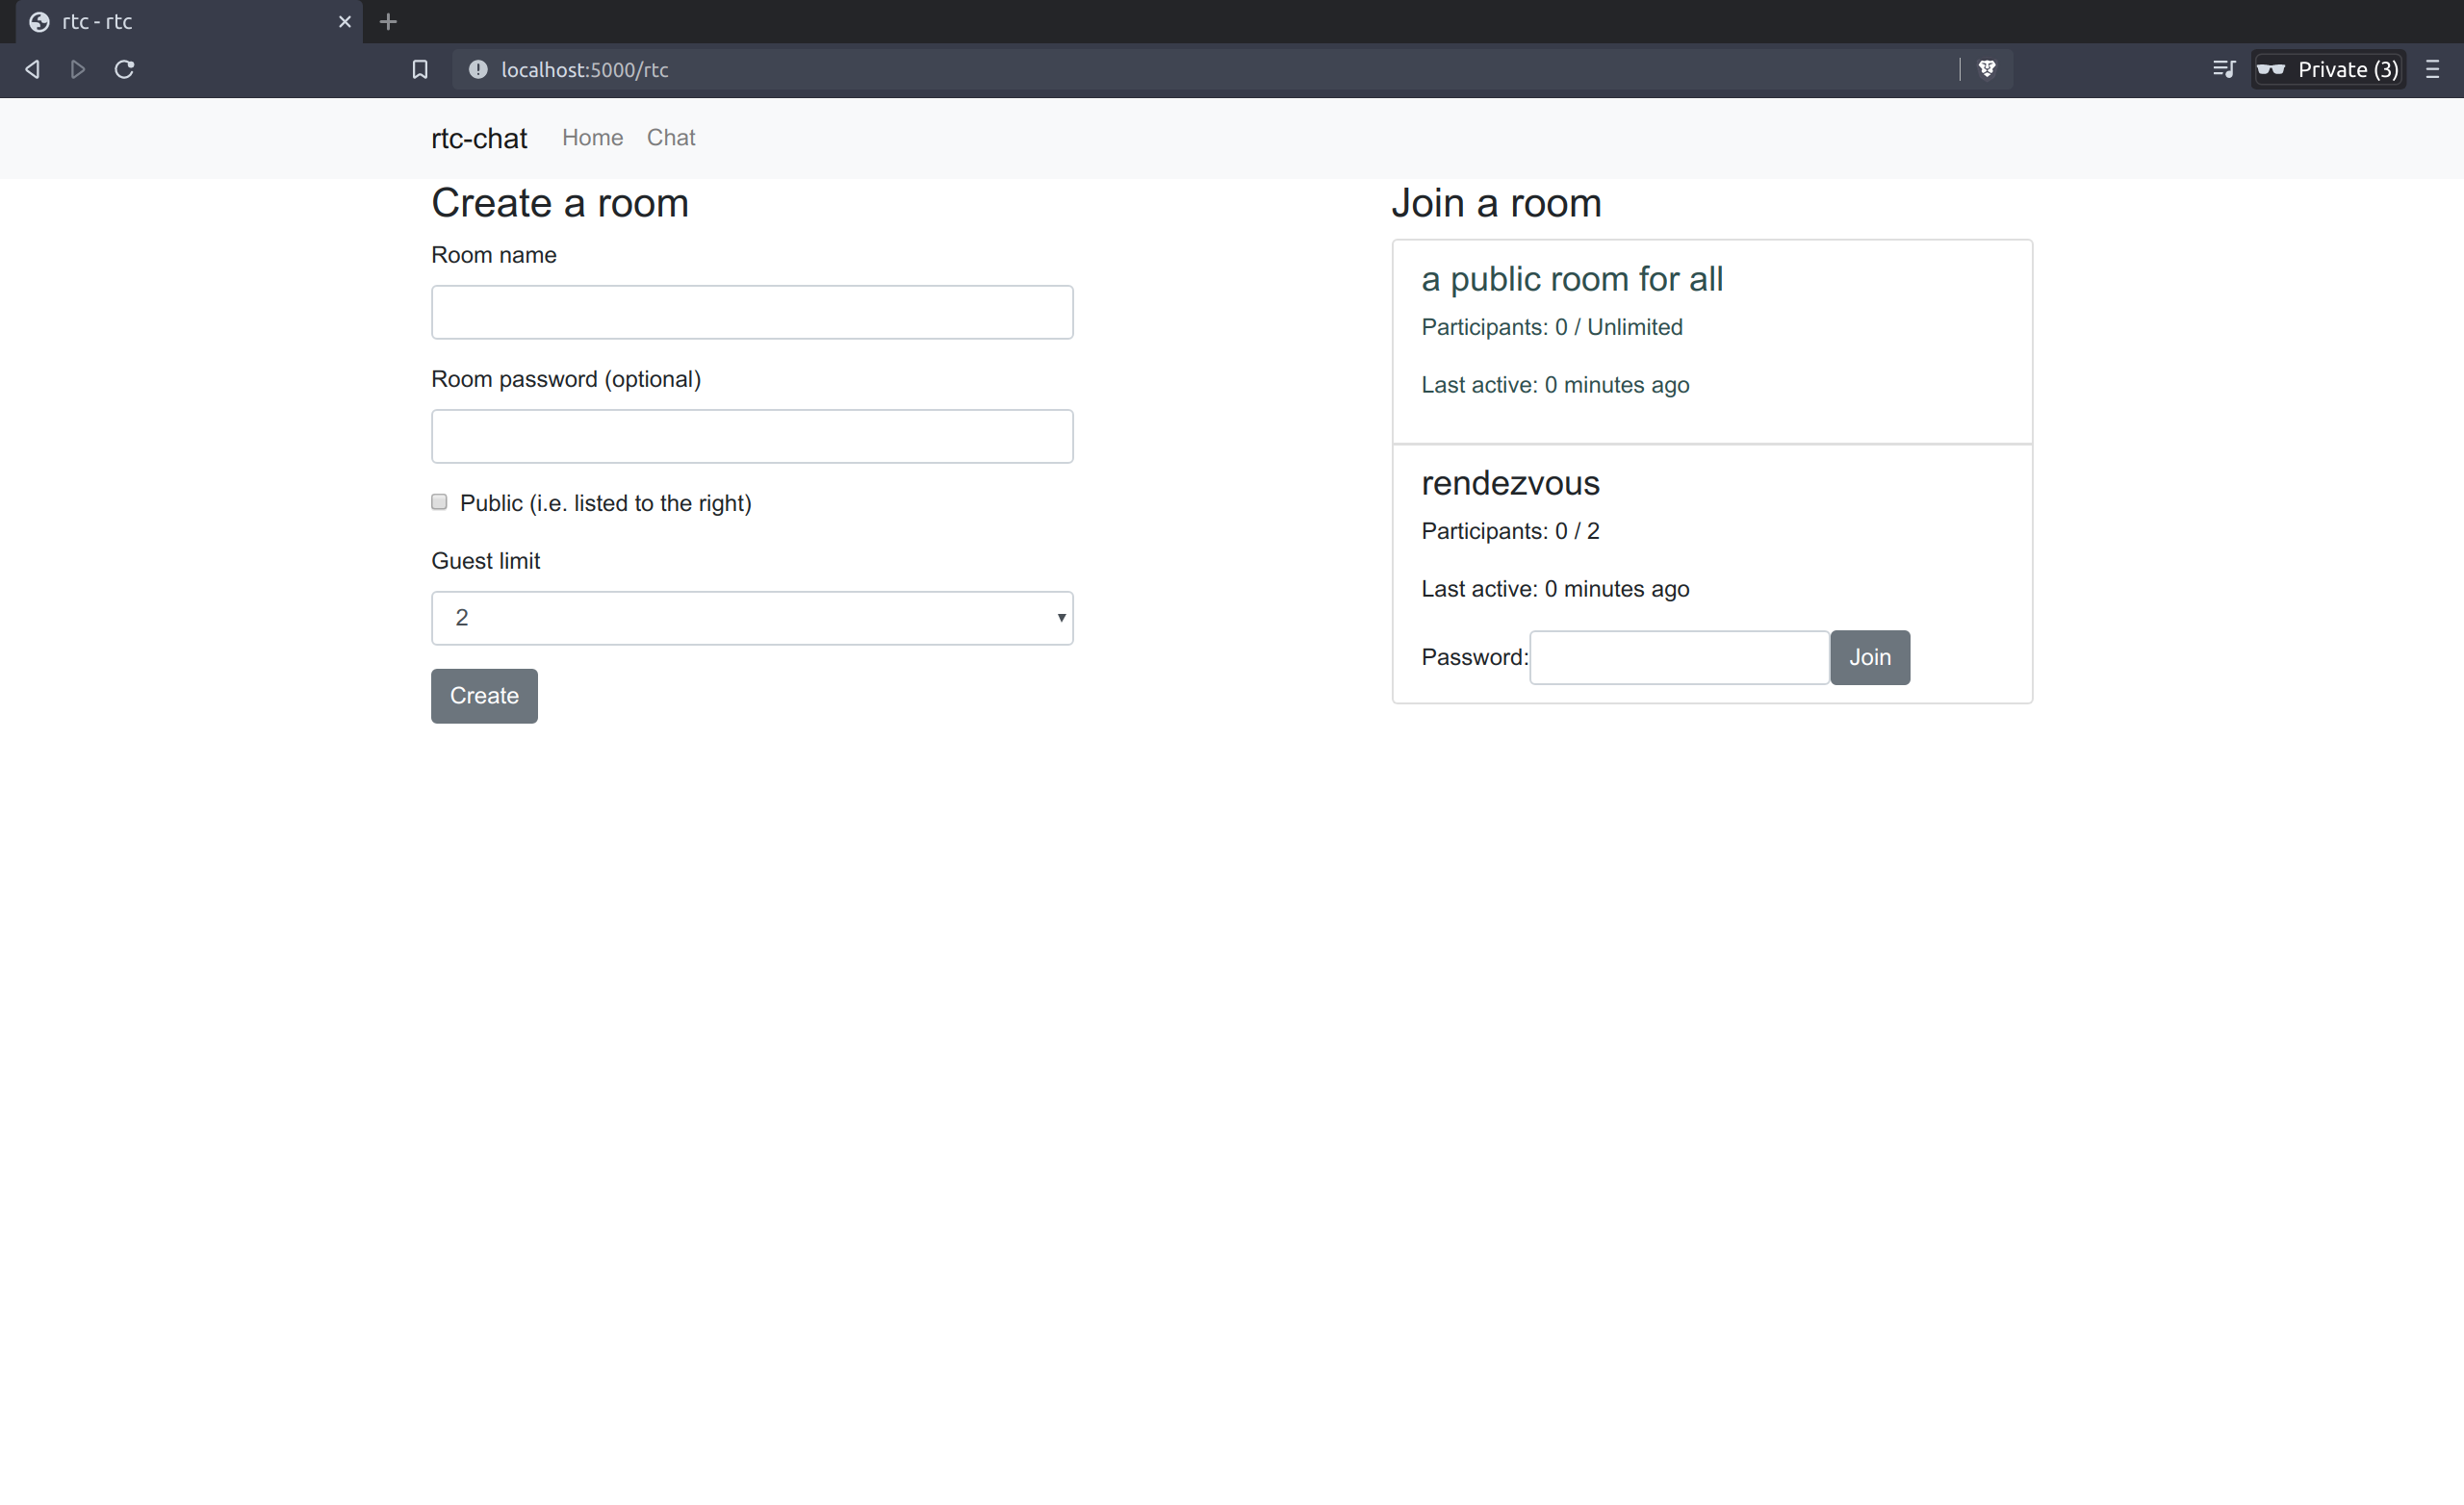 rtc - rtc
localhost:5000/rtc
Private (3)
rtc-chat Home Chat
Create a room
Room name
Room password (optional)
Public (i.e. listed to the right)
Guest limit
2
Create
Join a room
a public room for all
Participants: 0 / Unlimited
Last active: 0 minutes ago
rendezvous
Participants: 0 / 2
Last active: 0 minutes ago
Password: Join